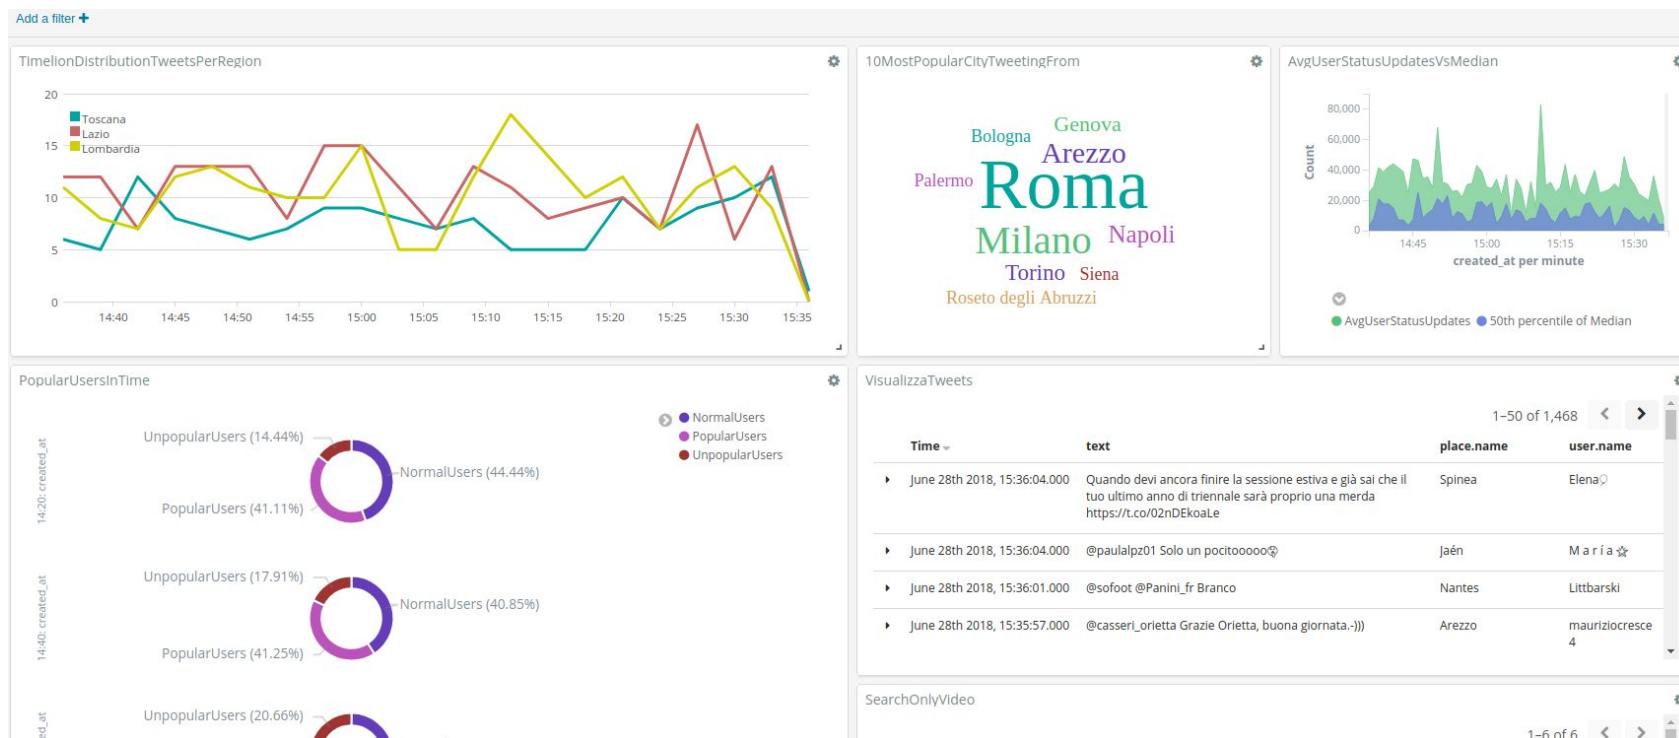 Add a filter +
TimelionDistributionTweetsPerRegion
20
15
10
5
0
Toscana
Lazio
Lombardia
14:40 14:45 14:50 14:55 15:00 15:05 15:10 15:15 15:20 15:25 15:30 15:35
10MostPopularCityTweetingFrom
Genova
Bologna
Arezzo
Palermo
Roma
Milano
Napoli
Torino
Siena
Roseto degli Abruzzi
AvgUserStatusUpdatesVsMedian
80,000
60,000
40,000
20,000
0
Count
14:45 15:00 15:15 15:30
created_at per minute
AvgUserStatusUpdates 50th percentile of Median
PopularUsersInTime
NormalUsers
PopularUsers
UnpopularUsers
14:20: created_at
UnpopularUsers (14.44%)
NormalUsers (44.44%)
PopularUsers (41.11%)
14:40: created_at
UnpopularUsers (17.91%)
NormalUsers (40.85%)
PopularUsers (41.25%)
UnpopularUsers (20.66%)
VisualizzaTweets
1–50 of 1,468
Time text place.name user.name
June 28th 2018, 15:36:04.000 Quando devi ancora finire la sessione estiva e già sai che il Spinea Elena
tuo ultimo anno di triennale sarà proprio una merda
https://t.co/02nDEkoaLe
June 28th 2018, 15:36:04.000 @paulalpz01 Solo un pocitooooo Jaén M a r í a
June 28th 2018, 15:36:01.000 @sofoot @Panini_fr Branco Nantes Littbarski
June 28th 2018, 15:35:57.000 @casseri_orietta Grazie Orietta, buona giornata.-))) Arezzo mauriziocresce
4
SearchOnlyVideo
1–6 of 6